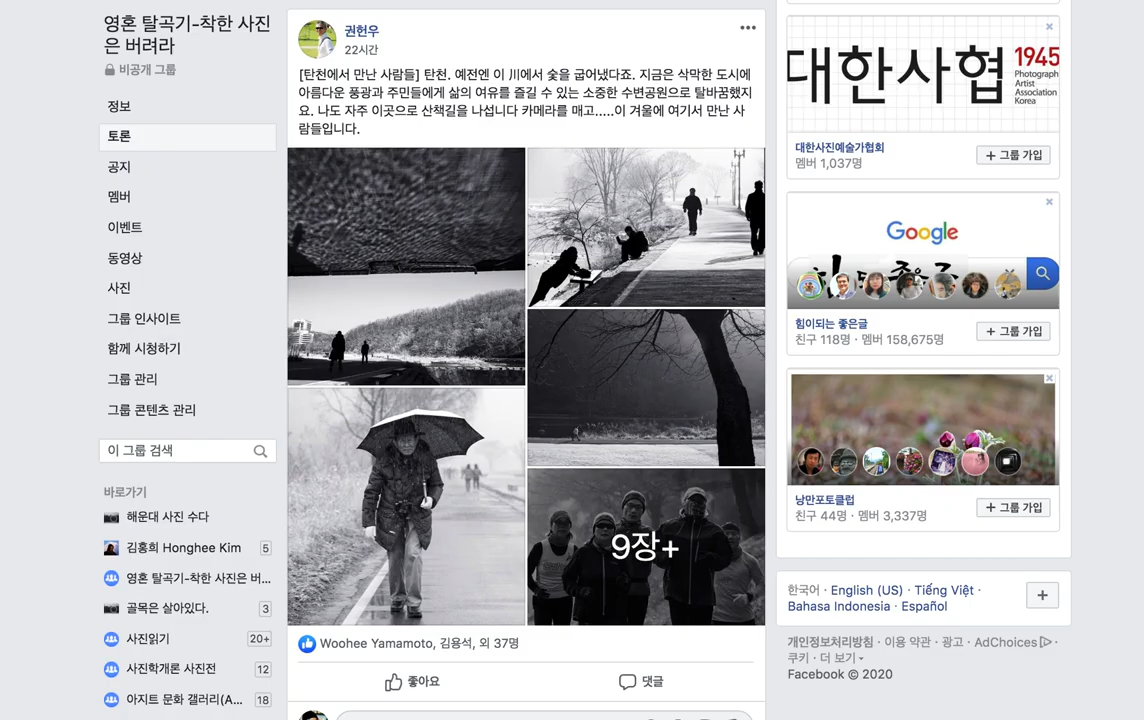 영혼 탈곡기-착한 사진
은 버려라
비공개 그룹
정보
토론
공지
멤버
이벤트
동영상
사진
그룹 인사이트
함께 시청하기
그룹 관리
그룹 콘텐츠 관리
이 그룹 검색
바로가기
해운대 사진 수다
김홍희 Honghee Kim 5
영혼 탈곡기-착한 사진은 버...
골목은 살아있다. 3
사진읽기 20+
사진학개론 사진전 12
아지트 문화 갤러리(A... 18
권헌우
22시간
[탄천에서 만난 사람들] 탄천. 예전엔 이 川에서 숯을 굽어냈다죠. 지금은 삭막한 도시에
아름다운 풍광과 주민들에게 삶의 여유를 즐길 수 있는 소중한 수변공원으로 탈바꿈했지
요. 나도 자주 이곳으로 산책길을 나섭니다 카메라를 매고.....이 겨울에 여기서 만난 사
람들입니다.
9장+
Woohee Yamamoto, 김용석, 외 37명
좋아요
댓글
대한사협 1945
Photograph
Artist
Association
Korea
대한사진예술가협회
멤버 1,037명
+ 그룹 가입
Google
힘이되는 좋은글
친구 118명 · 멤버 158,675명
+ 그룹 가입
낭만포토클럽
친구 44명 · 멤버 3,337명
+ 그룹 가입
한국어 · English (US) · Tiếng Việt ·
Bahasa Indonesia · Español
개인정보처리방침 · 이용 약관 · 광고 · AdChoices ·
쿠키 · 더 보기
Facebook © 2020